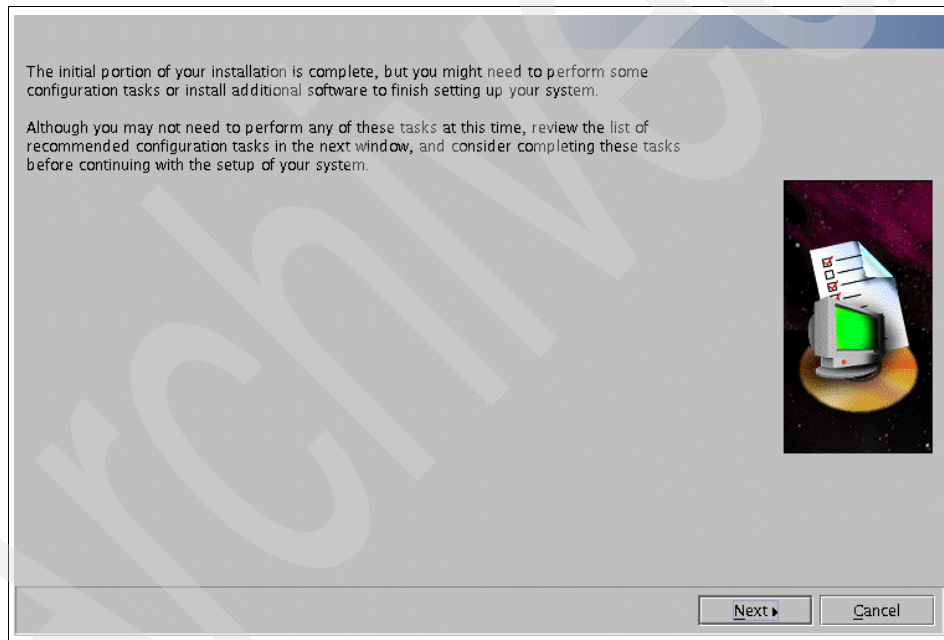 The initial portion of your installation is complete, but you might need to perform some
configuration tasks or install additional software to finish setting up your system.
Although you may not need to perform any of these tasks at this time, review the list of
recommended configuration tasks in the next window, and consider completing these tasks
before continuing with the setup of your system.
Next
Cancel
Archived